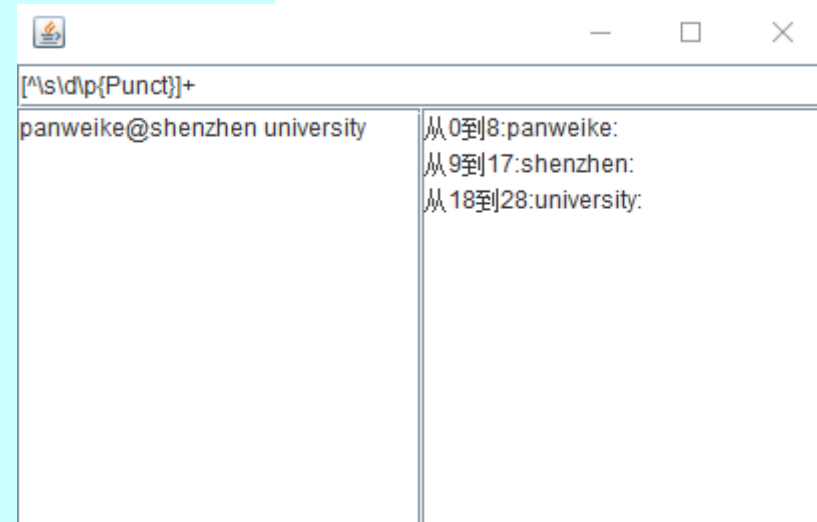 [^\s\d\p{Punct}]+
panweike@shenzhen university
从0到8:panweike:
从9到17:shenzhen:
从18到28:university: